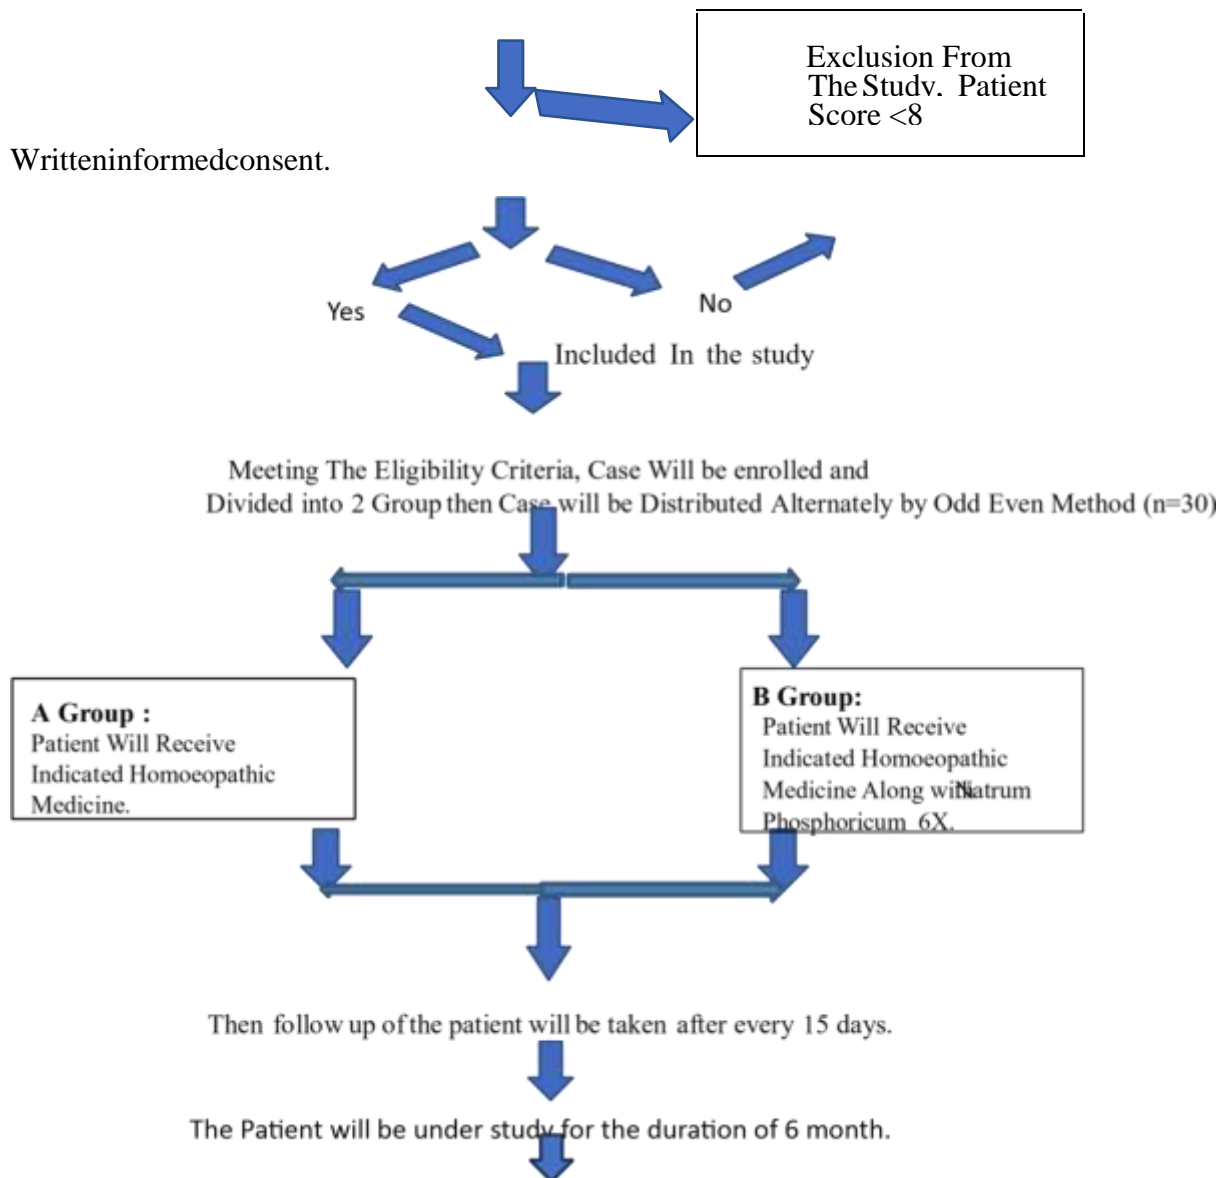 Exclusion From
The Study. Patient
Score <8
Writteninformedconsent.
Yes
No
Included In the study
Meeting The Eligibility Criteria, Case Will be enrolled and
Divided into 2 Group then Case will be Distributed Alternately by Odd Even Method (n=30)
A Group :
Patient Will Receive
Indicated Homoeopathic
Medicine.
B Group:
Patient Will Receive
Indicated Homoeopathic
Medicine Along with Natrum
Phosphoricum 6X.
Then follow up of the patient will be taken after every 15 days.
The Patient will be under study for the duration of 6 month.